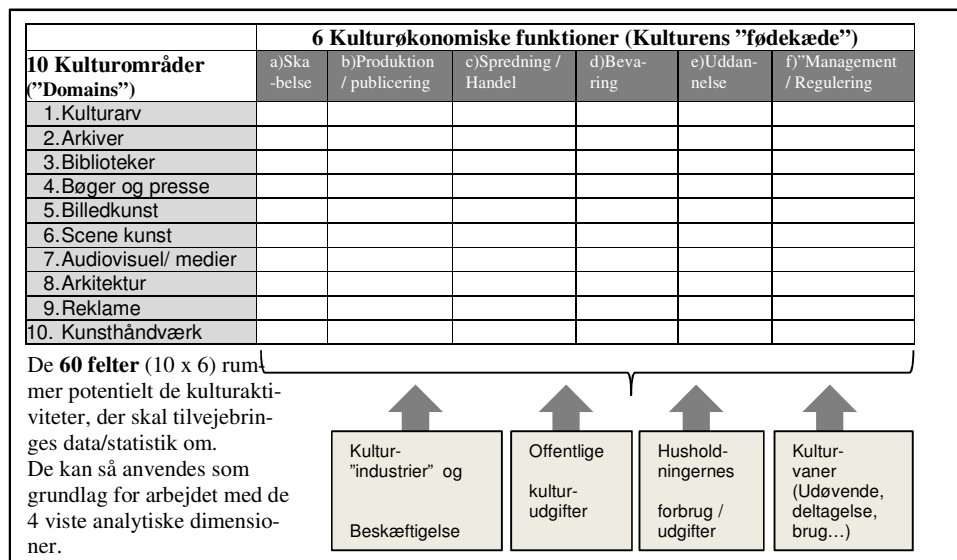 6 Kulturøkonomiske funktioner (Kulturens ”fødekæde”)
10 Kulturområder
(”Domains”)
a)Ska
-belse
b)Produktion
/ publicering
c)Spredning /
Handel
d)Beva-
ring
e)Uddan-
nelse
f)”Management
/ Regulering
1.Kulturarv
2.Arkiver
3.Biblioteker
4.Bøger og presse
5.Billedkunst
6.Scene kunst
7.Audiovisuel/ medier
8.Arkitektur
9.Reklame
10. Kunsthåndværk
De 60 felter (10 x 6) rum-
mer potentielt de kulturakti-
viteter, der skal tilvejebrin-
ges data/statistik om.
De kan så anvendes som
grundlag for arbejdet med de
4 viste analytiske dimensio-
ner.
Kultur-
”industrier” og
Beskæftigelse
Offentlige
kultur-
udgifter
Aushold-
ningernes
forbrug /
udgifter
Kultur-
vaner
(Udøvende,
deltagelse,
brug…)